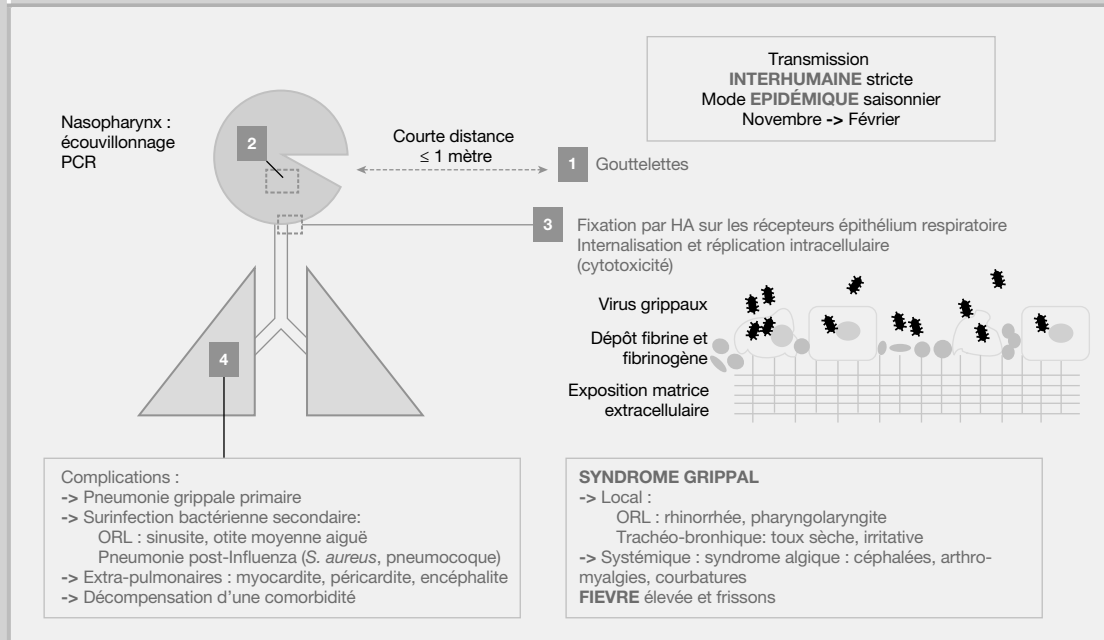 Transmission
INTERHUMAINE stricte
Mode EPIDÉMIQUE saisonnier
Novembre -> Février
Nasopharynx :
écouvillonnage
PCR
2
Courte distance
≤ 1 mètre
1
Gouttelettes
3
Fixation par HA sur les récepteurs épithélium respiratoire
Internalisation et réplication intracellulaire
(cytotoxicité)
Virus grippaux
Dépôt fibrine et
fibrinogène
Exposition matrice
extracellulaire
4
Complications :
-> Pneumonie grippale primaire
-> Surinfection bactérienne secondaire:
ORL : sinusite, otite moyenne aiguë
Pneumonie post-Influenza (S. aureus, pneumocoque)
-> Extra-pulmonaires : myocardite, péricardite, encéphalite
-> Décompensation d'une comorbidité
SYNDROME GRIPPAL
-> Local :
ORL : rhinorrhée, pharyngolaryngite
Trachéo-bronhique: toux sèche, irritative
-> Systémique : syndrome algique : céphalées, arthro-
myalgies, courbatures
FIEVRE élevée et frissons